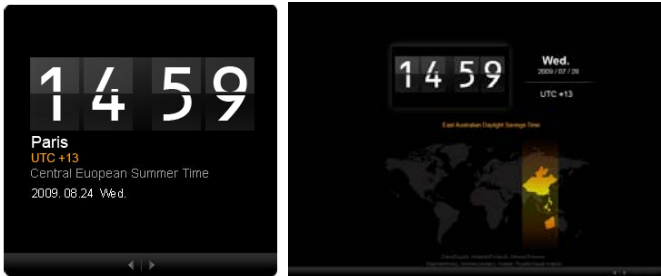 14 59
Paris
UTC +13
Central Euopean Summer Time
2009. 08.24 Wed.
14 59
Wed.
2009 / 07 / 28
UTC +13
East Australian Daylight Savings Time